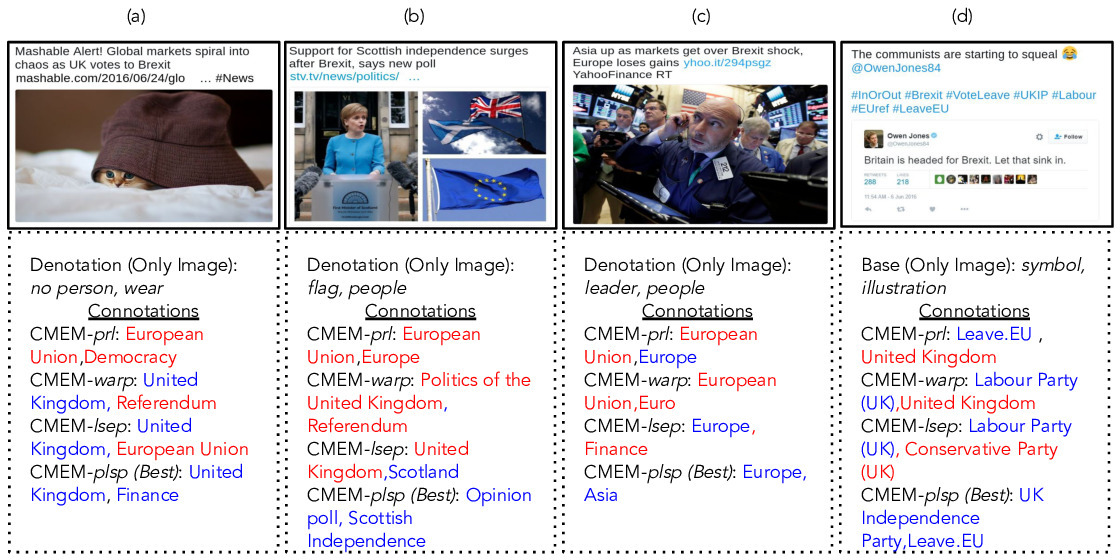 (a)
Mashable Alert! Global markets spiral into
chaos as UK votes to Brexit
mashable.com/2016/06/24/glo … #News
Denotation (Only Image):
no person, wear
Connotations
CMEM-prl: European
Union,Democracy
CMEM-warp: United
Kingdom, Referendum
CMEM-lsep: United
Kingdom, European Union
CMEM-plsp (Best): United
Kingdom, Finance
(b)
Support for Scottish independence surges
after Brexit, says new poll
stv.tv/news/politics/ …
Denotation (Only Image):
flag, people
Connotations
CMEM-prl: European
Union,Europe
CMEM-warp: Politics of the
United Kingdom,
Referendum
CMEM-lsep: United
Kingdom,Scotland
CMEM-plsp (Best): Opinion
poll, Scottish
Independence
(c)
Asia up as markets get over Brexit shock,
Europe loses gains yhoo.it/294psgz
YahooFinance RT
Denotation (Only Image):
leader, people
Connotations
CMEM-prl: European
Union,Europe
CMEM-warp: European
Union,Euro
CMEM-lsep: Europe,
Finance
CMEM-plsp (Best): Europe,
Asia
(d)
The communists are starting to squeal 😂
@OwenJones84
#InOrOut #Brexit #VoteLeave #UKIP #Labour
#EUref #LeaveEU
Owen Jones
@OwenJones84
Follow
Britain is headed for Brexit. Let that sink in.
RETWEETS LIKES
288 218
11:54 AM - 6 Jun 2016
Base (Only Image): symbol,
illustration
Connotations
CMEM-prl: Leave.EU ,
United Kingdom
CMEM-warp: Labour Party
(UK),United Kingdom
CMEM-lsep: Labour Party
(UK), Conservative Party
(UK)
CMEM-plsp (Best): UK
Independence
Party,Leave.EU